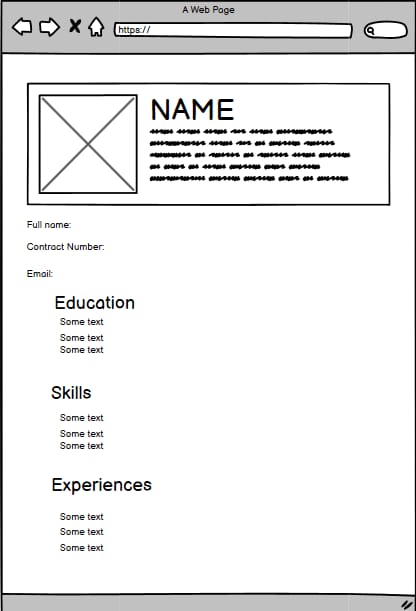 A Web Page
https://
NAME
Full name:
Contract Number:
Email:
Education
Some text
Some text
Some text
Skills
Some text
Some text
Some text
Experiences
Some text
Some text
Some text